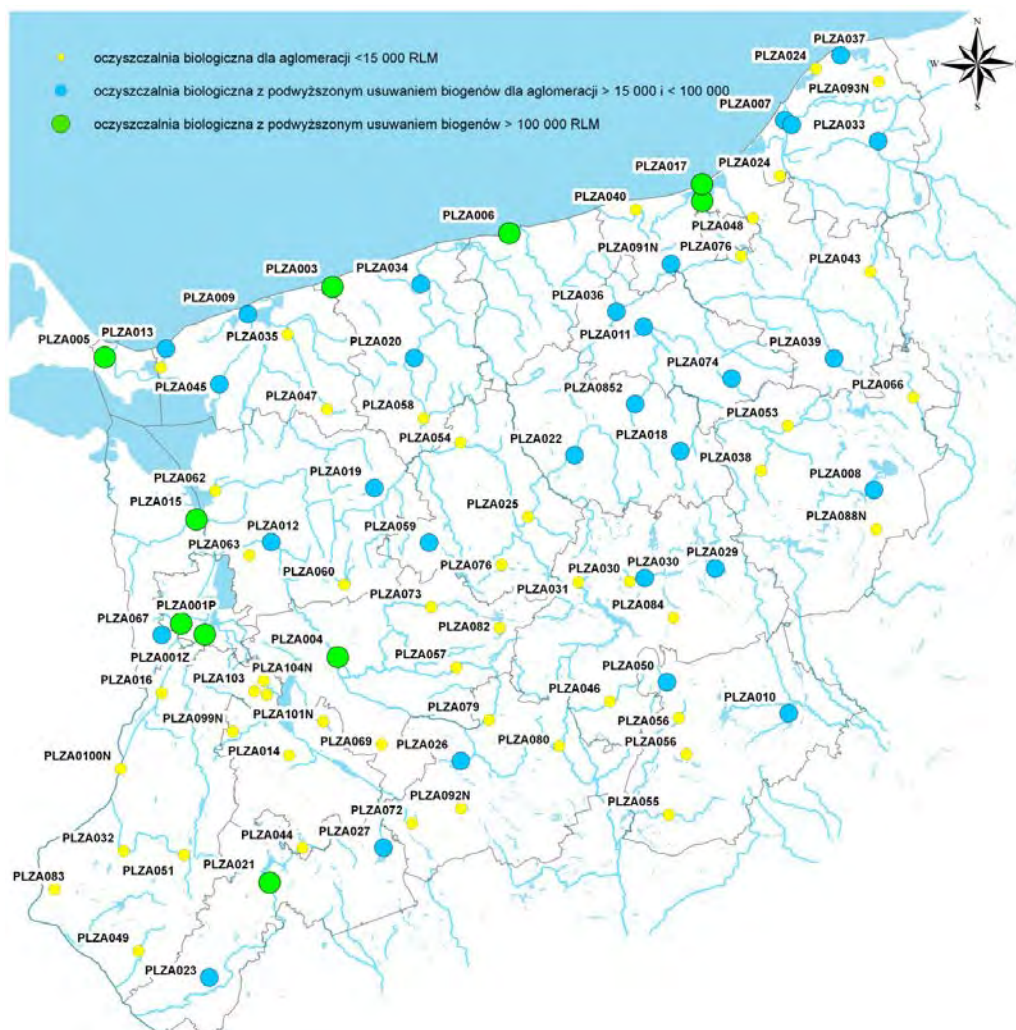 N
W
S
oczyszczalnia biologiczna dla aglomeracji <15 000 RLM
oczyszczalnia biologiczna z podwyższonym usuwaniem biogenów dla aglomeracji > 15 000 i < 100 000
oczyszczalnia biologiczna z podwyższonym usuwaniem biogenów > 100 000 RLM
PLZA037
PLZA024
PLZA093N
PLZA007
PLZA033
PLZA024
PLZA017
PLZA040
PLZA006
PLZA048
PLZA091N
PLZA076
PLZA043
PLZA003
PLZA034
PLZA009
PLZA036
PLZA013
PLZA005
PLZA035
PLZA011
PLZA020
PLZA039
PLZA074
PLZA045
PLZA066
PLZA0852
PLZA047
PLZA058
PLZA053
PLZA054
PLZA022
PLZA018
PLZA038
PLZA019
PLZA008
PLZA062
PLZA015
PLZA025
PLZA012
PLZA059
PLZA088N
PLZA063
PLZA029
PLZA076
PLZA030
PLZA030
PLZA060
PLZA031
PLZA073
PLZA001P
PLZA067
PLZA084
PLZA082
PLZA004
PLZA001Z
PLZA057
PLZA050
PLZA104N
PLZA016
PLZA103
PLZA046
PLZA010
PLZA099N
PLZA101N
PLZA079
PLZA056
PLZA014
PLZA069
PLZA026
PLZA080
PLZA056
PLZA0100N
PLZA092N
PLZA055
PLZA072
PLZA032
PLZA044
PLZA027
PLZA051
PLZA021
PLZA083
PLZA049
PLZA023